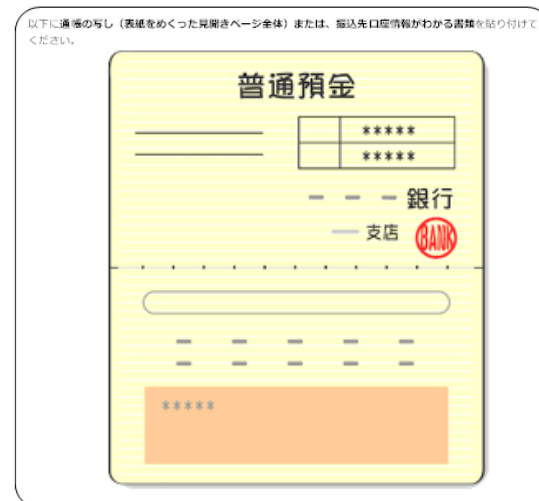 以下に通帳の写し（表紙をめくった見開きページ全体）または、振込先口座情報がわかる書類を貼り付けて
ください。
普通預金
*****
*****
－ － － 銀行
― 支店
BANK
*****